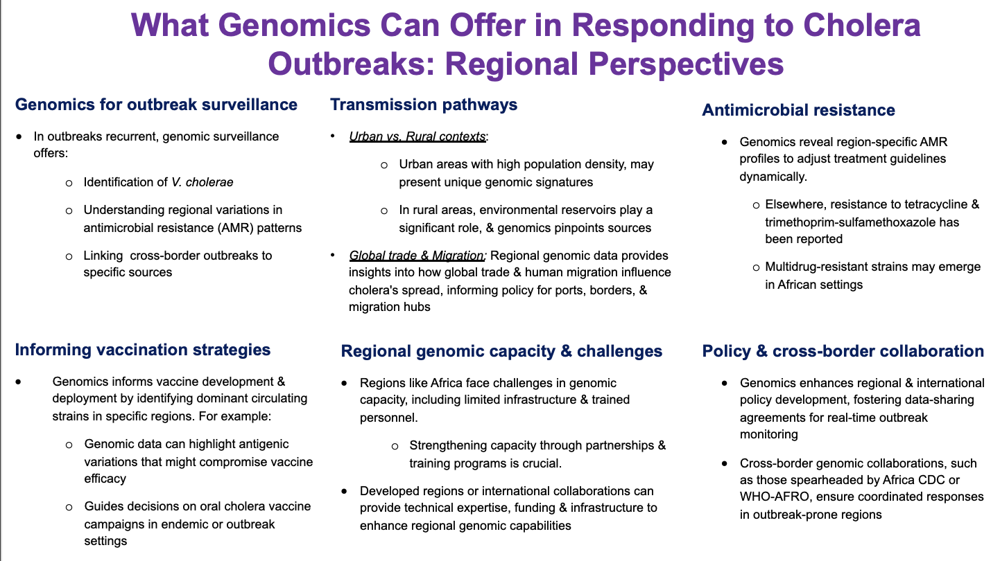 What Genomics Can Offer in Responding to Cholera
Outbreaks: Regional Perspectives
Genomics for outbreak surveillance
● In outbreaks recurrent, genomic surveillance
offers:
o Identification of V. cholerae
o Understanding regional variations in
antimicrobial resistance (AMR) patterns
o Linking  cross-border outbreaks to
specific sources
Transmission pathways
• Urban vs. Rural contexts:
o Urban areas with high population density, may
present unique genomic signatures
o In rural areas, environmental reservoirs play a
significant role, & genomics pinpoints sources
• Global trade & Migration: Regional genomic data provides
insights into how global trade & human migration influence
cholera's spread, informing policy for ports, borders, &
migration hubs
Antimicrobial resistance
● Genomics reveal region-specific AMR
profiles to adjust treatment guidelines
dynamically.
o Elsewhere, resistance to tetracycline &
trimethoprim-sulfamethoxazole has
been reported
o Multidrug-resistant strains may emerge
in African settings
Informing vaccination strategies
● Genomics informs vaccine development &
deployment by identifying dominant circulating
strains in specific regions. For example:
o Genomic data can highlight antigenic
variations that might compromise vaccine
efficacy
o Guides decisions on oral cholera vaccine
campaigns in endemic or outbreak
settings
Regional genomic capacity & challenges
● Regions like Africa face challenges in genomic
capacity, including limited infrastructure & trained
personnel.
o Strengthening capacity through partnerships &
training programs is crucial.
● Developed regions or international collaborations can
provide technical expertise, funding & infrastructure to
enhance regional genomic capabilities
Policy & cross-border collaboration
● Genomics enhances regional & international
policy development, fostering data-sharing
agreements for real-time outbreak
monitoring
● Cross-border genomic collaborations, such
as those spearheaded by Africa CDC or
WHO-AFRO, ensure coordinated responses
in outbreak-prone regions